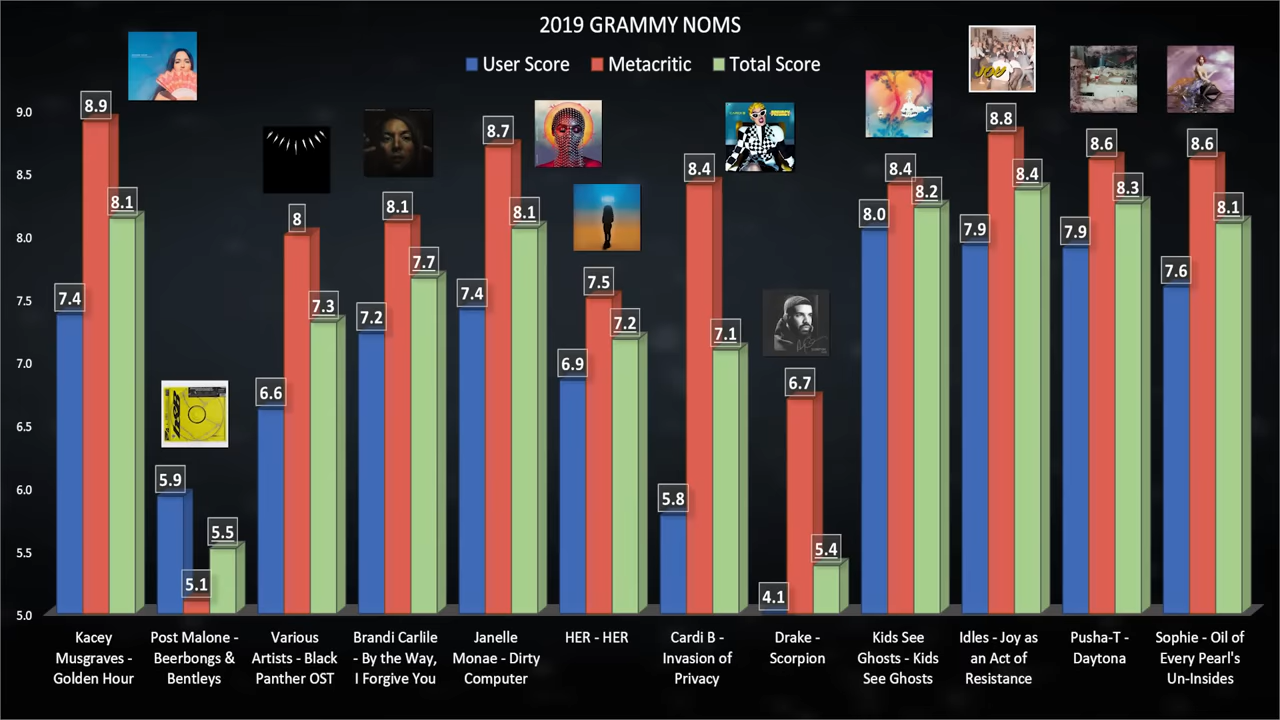 2019 GRAMMY NOMS
User Score Metacritic Total Score
9.0
8.5
8.0
7.5
7.0
6.5
6.0
5.5
5.0
7.4 8.9 8.1
5.9 5.1 5.5
6.6 8 7.3
7.2 8.1 7.7
7.4 8.7 8.1
6.9 7.5 7.2
5.8 8.4 7.1
4.1 6.7 5.4
8.0 8.4 8.2
7.9 8.8 8.4
7.9 8.6 8.3
7.6 8.6 8.1
JOY
Kacey
Musgraves -
Golden Hour
Post Malone -
Beerbongs &
Bentleys
Various
Artists - Black
Panther OST
Brandi Carlile
- By the Way,
I Forgive You
Janelle
Monae - Dirty
Computer
HER - HER
Cardi B -
Invasion of
Privacy
Drake -
Scorpion
Kids See
Ghosts - Kids
See Ghosts
Idles - Joy as
an Act of
Resistance
Pusha-T -
Daytona
Sophie - Oil of
Every Pearl's
Un-Insides